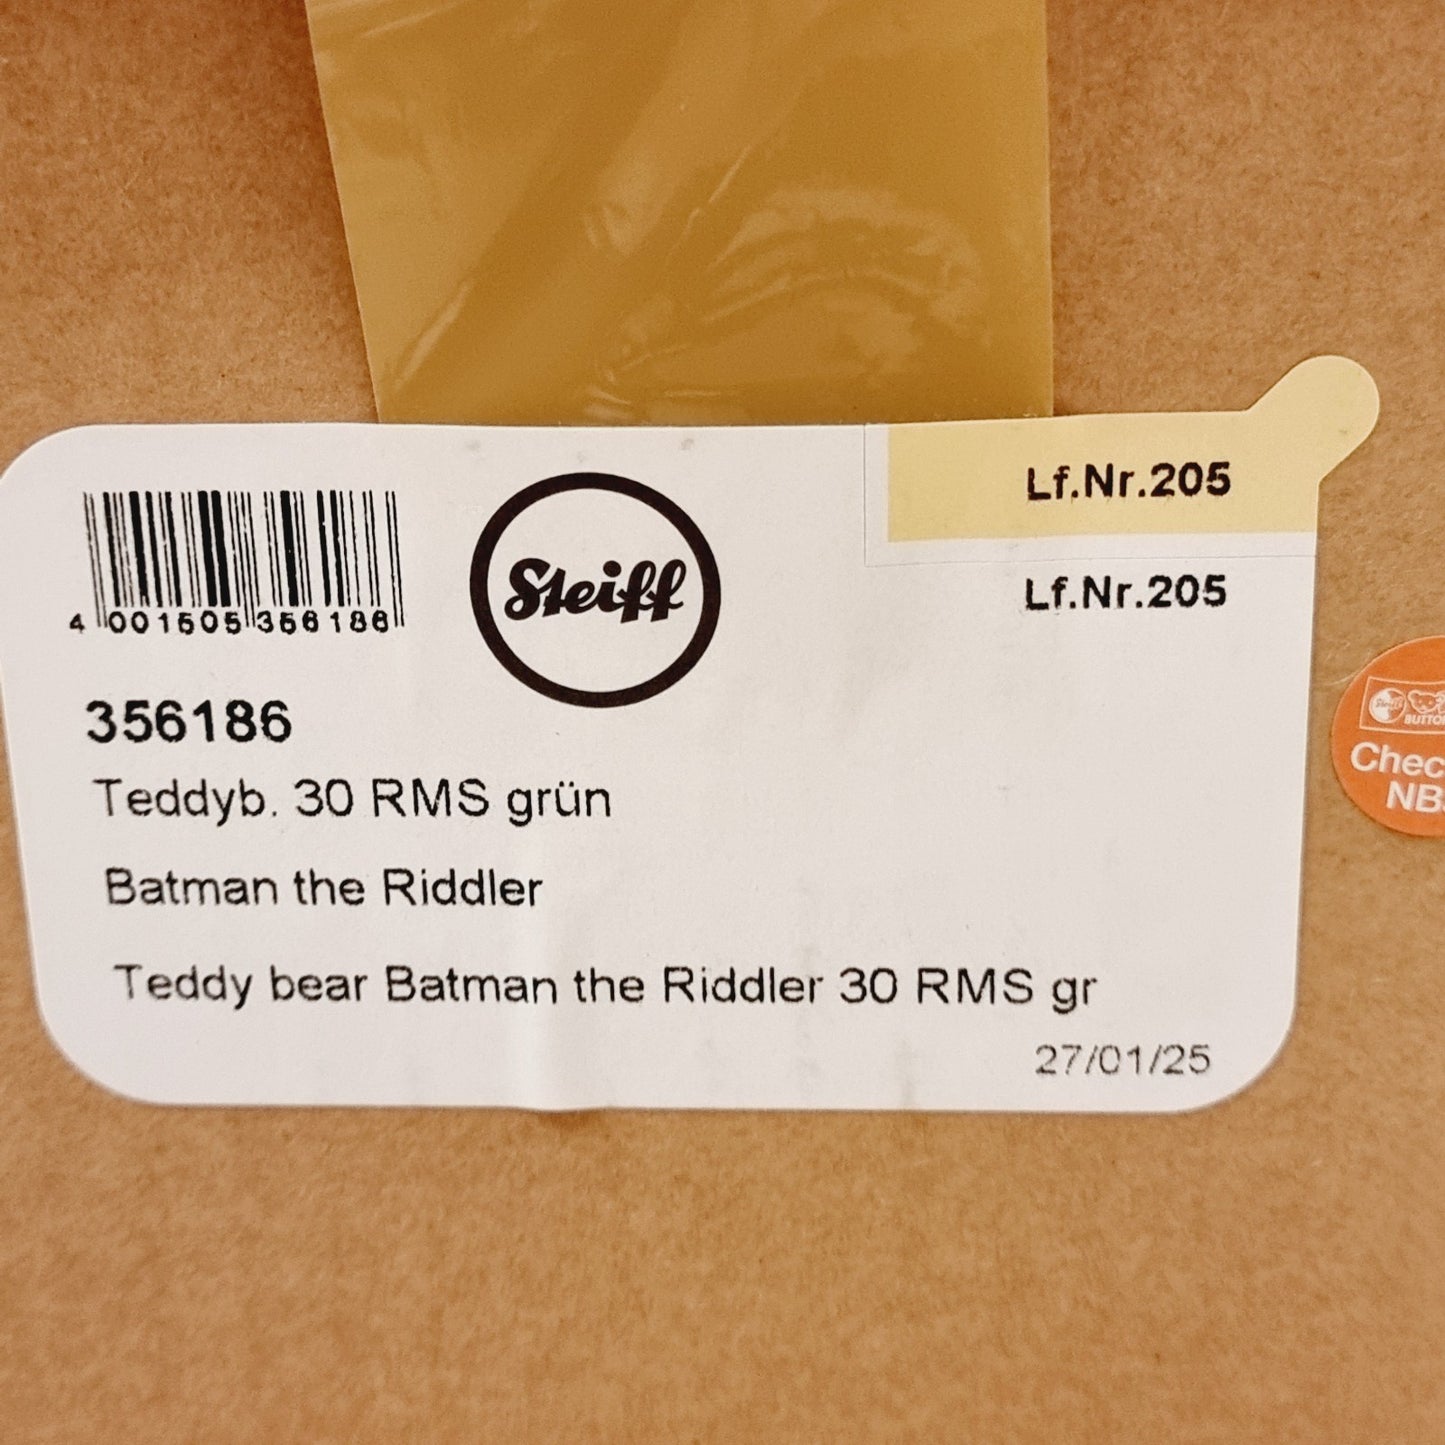 Lf.Nr.205
Steiff
Lf.Nr.205
4 001505 356186
356186
Teddyb. 30 RMS grün
Batman the Riddler
Teddy bear Batman the Riddler 30 RMS gr
27/01/25
Steiff